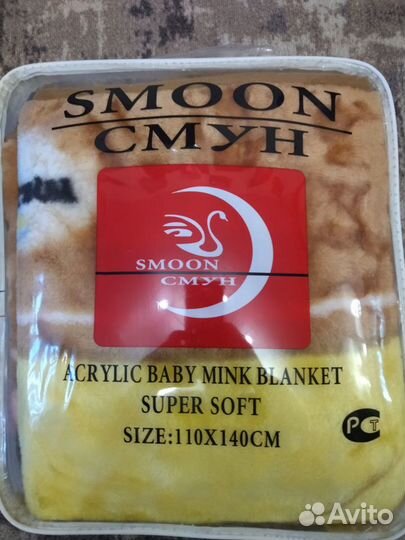 SMOON
СМУН
SMOON
СМУН
ACRYLIC BABY MINK BLANKET
SUPER SOFT
SIZE:110X140CM
РСТ
Avito